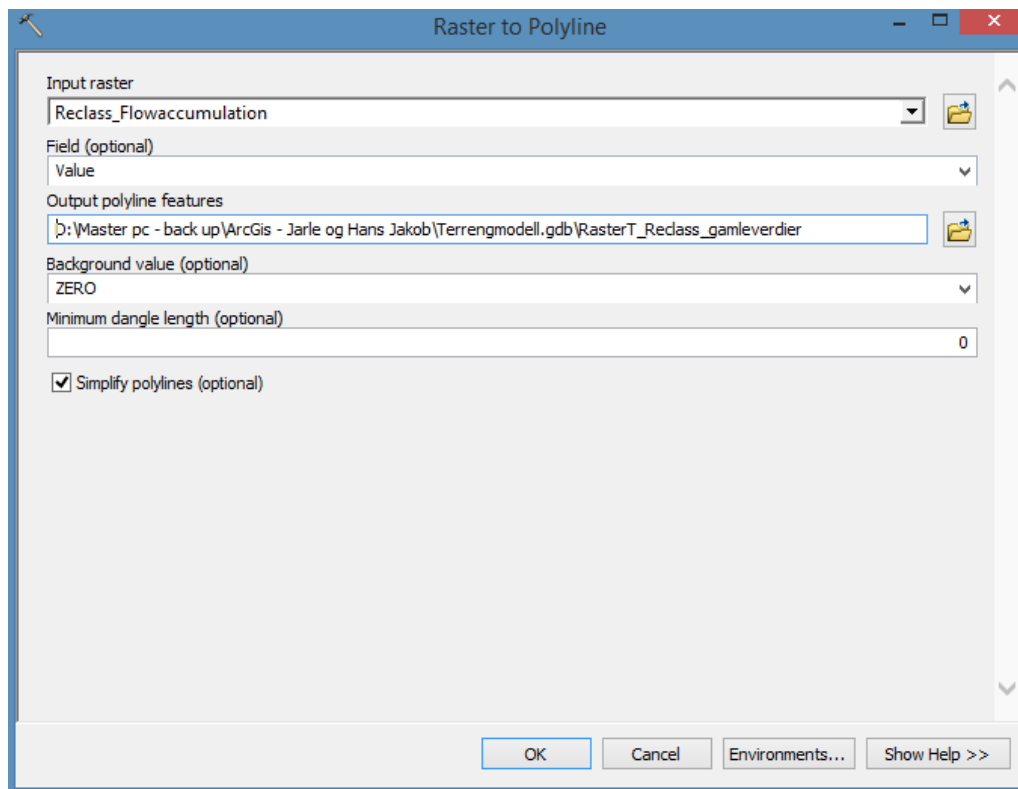 Raster to Polyline
Input raster
Reclass_Flowaccumulation
Field (optional)
Value
Output polyline features
D:\Master pc - back up\ArcGis - Jarle og Hans Jakob\Terrengmodell.gdb\RasterT_Reclass_gamleverdier
Background value (optional)
ZERO
Minimum dangle length (optional)
0
Simplify polylines (optional)
OK Cancel Environments... Show Help >>